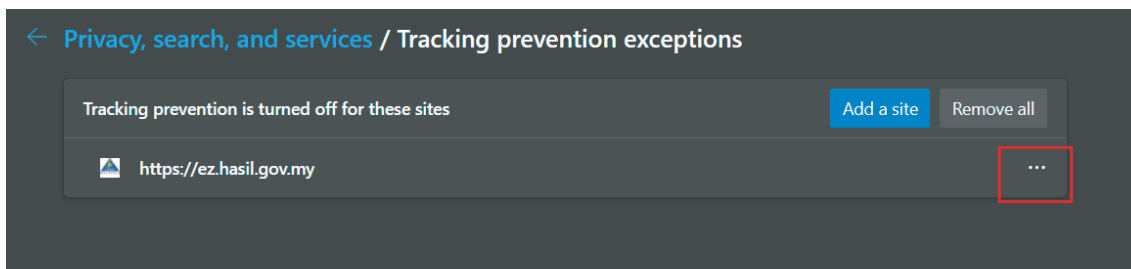 ← Privacy, search, and services / Tracking prevention exceptions
Tracking prevention is turned off for these sites Add a site Remove all
https://ez.hasil.gov.my ...